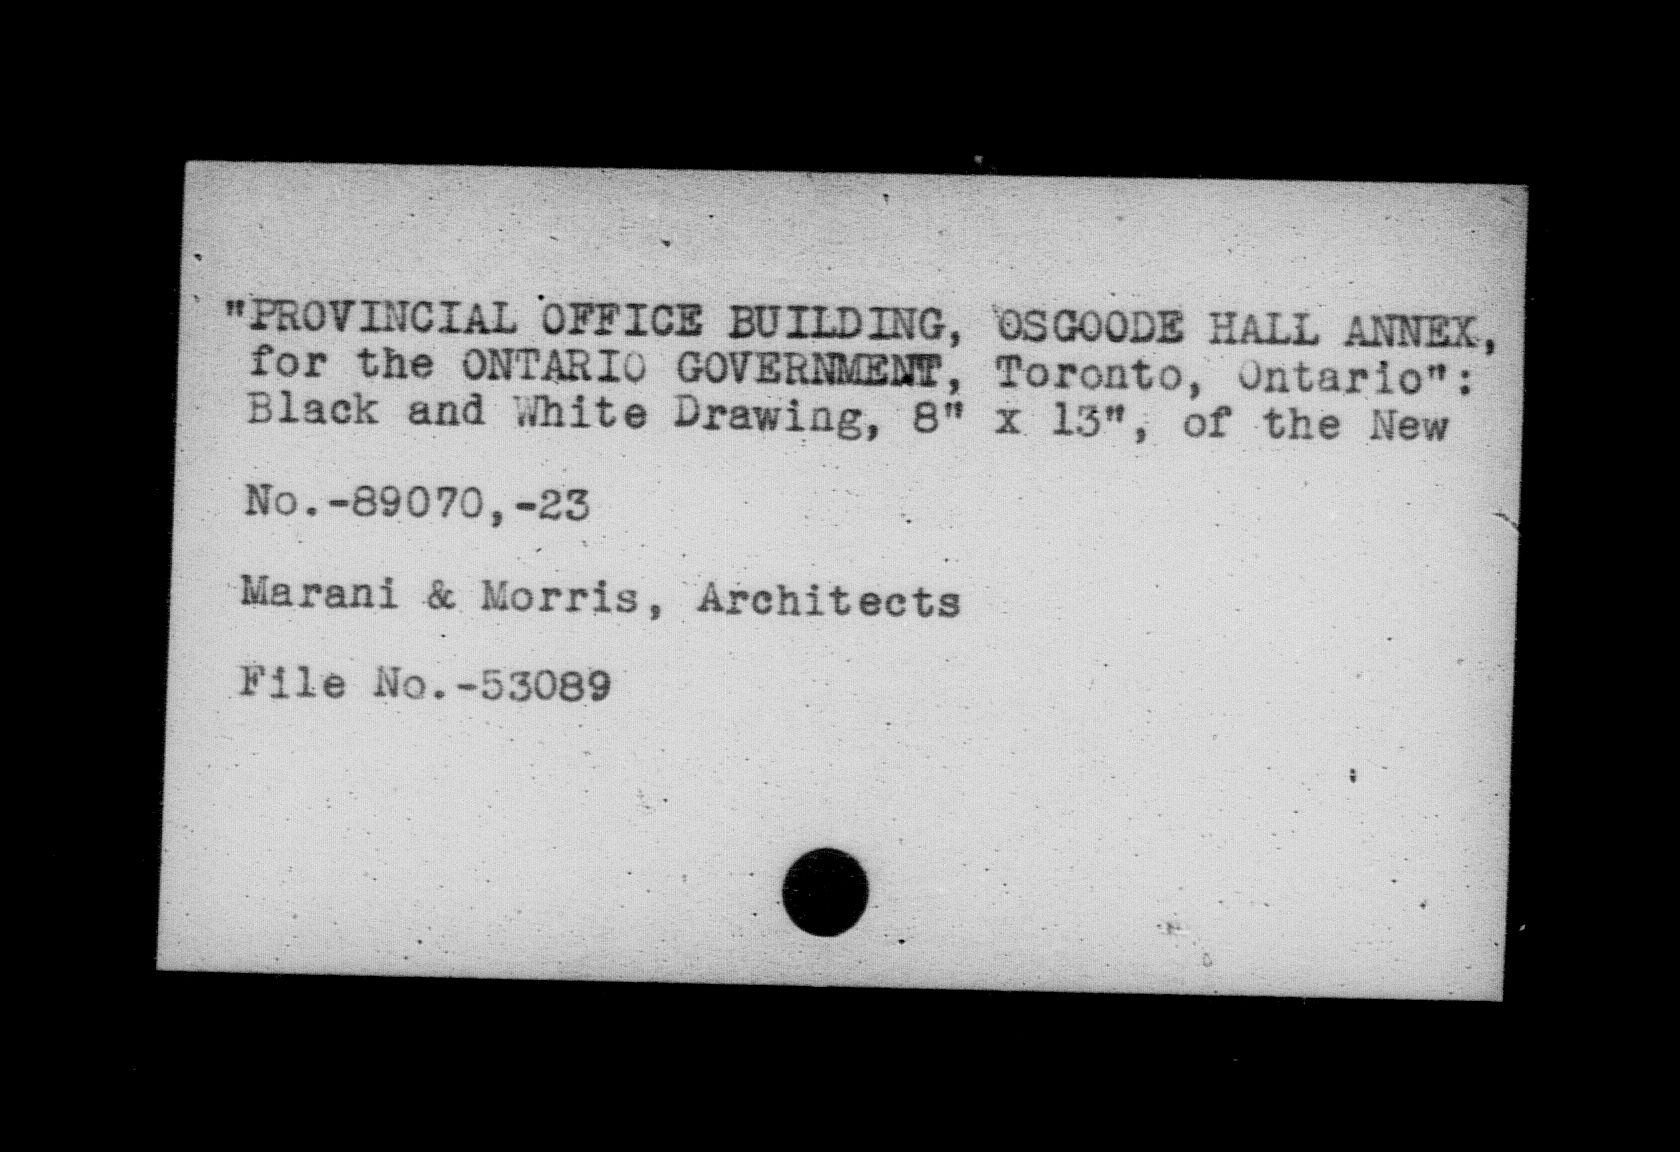 "PROVINCIAL OFFICE BUILDING, OSGOODE HALL ANNEX,
for the ONTARIO GOVERNMENT, Toronto, Ontario":
Black and White Drawing, 8" x 13", of the New
No.-89070,-23
Marani & Morris, Architects
File No.-53089